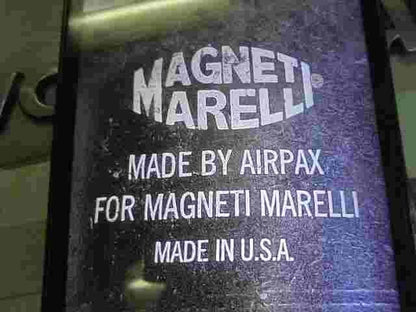 MAGNETI
MARELLI®
MADE BY AIRPAX
FOR MAGNETI MARELLI
MADE IN U.S.A.